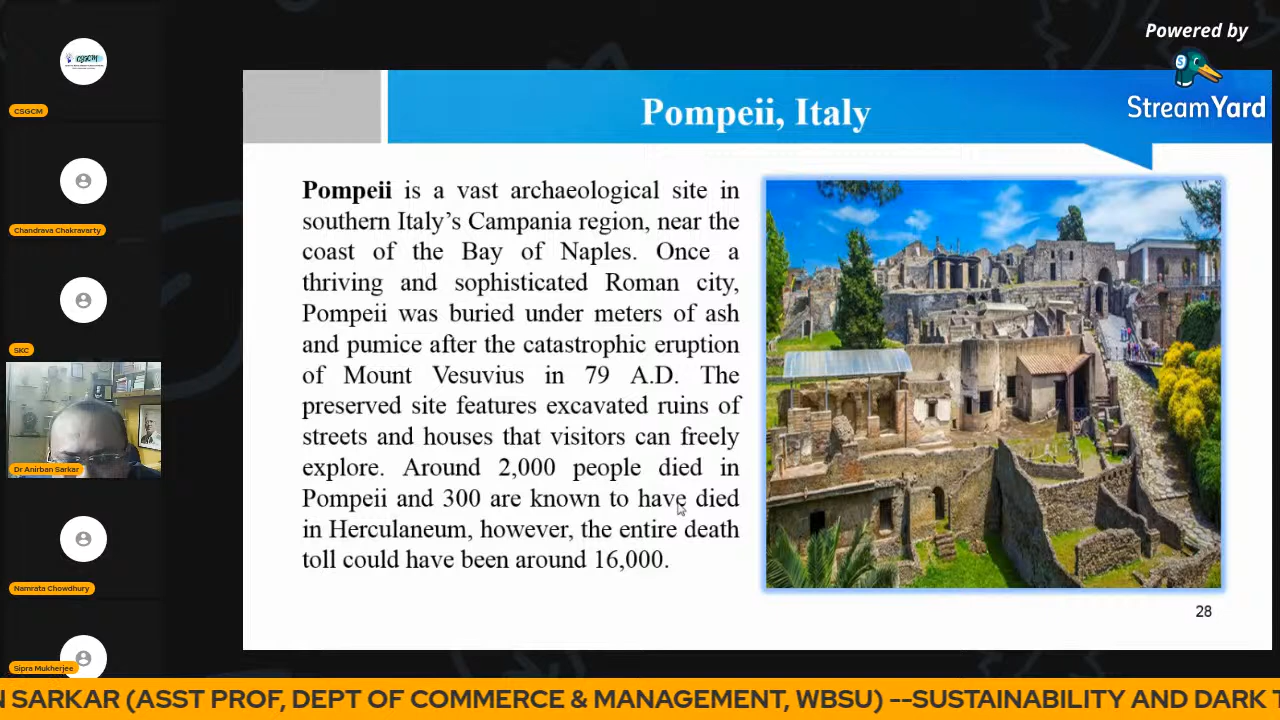 Powered by
StreamYard
CSGCM
Chandrava Chakravarty
SKC
Dr Anirban Sarkar
Namrata Chowdhury
Sipra Mukherjee
Pompeii, Italy
Pompeii is a vast archaeological site in
southern Italy’s Campania region, near the
coast of the Bay of Naples. Once a
thriving and sophisticated Roman city,
Pompeii was buried under meters of ash
and pumice after the catastrophic eruption
of Mount Vesuvius in 79 A.D. The
preserved site features excavated ruins of
streets and houses that visitors can freely
explore. Around 2,000 people died in
Pompeii and 300 are known to have died
in Herculaneum, however, the entire death
toll could have been around 16,000.
28
N SARKAR (ASST PROF, DEPT OF COMMERCE & MANAGEMENT, WBSU) --SUSTAINABILITY AND DARK T